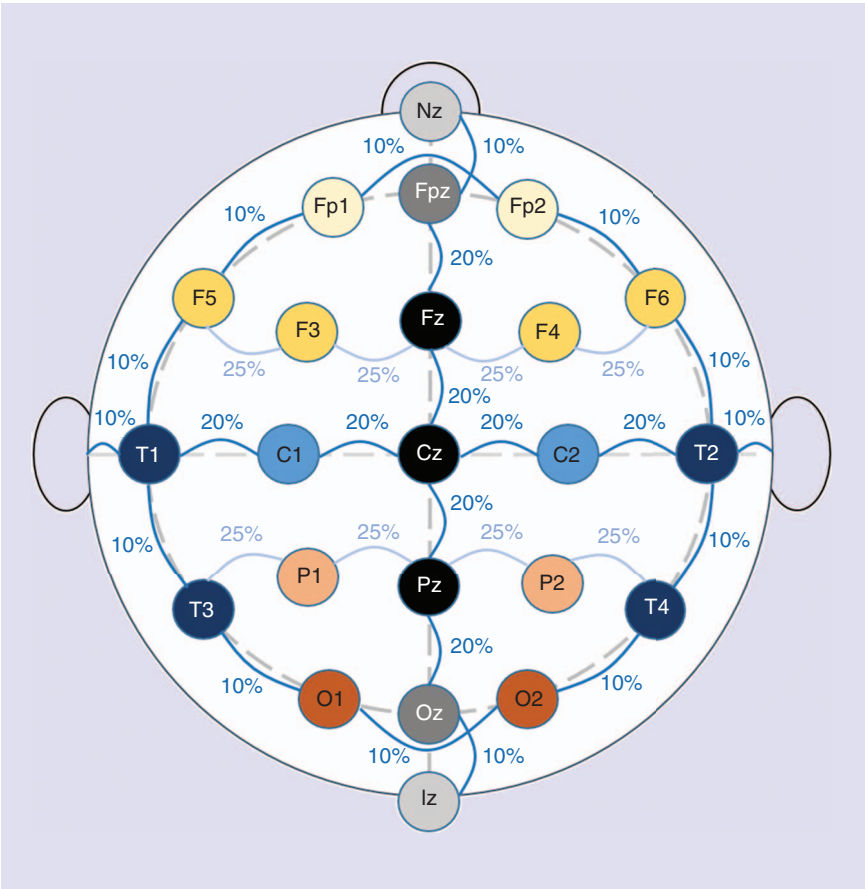 Nz
10% 10%
Fp1 Fpz Fp2
10% 10%
20%
F5 F6
F3 Fz F4
10% 25% 25% 25% 25% 10%
20%
10% 20% 20% 20% 20% 10%
T1 C1 Cz C2 T2
20%
10% 25% 25% 25% 25% 10%
P1 Pz P2
T3 T4
20%
10% 10%
O1 Oz O2
10% 10%
Iz